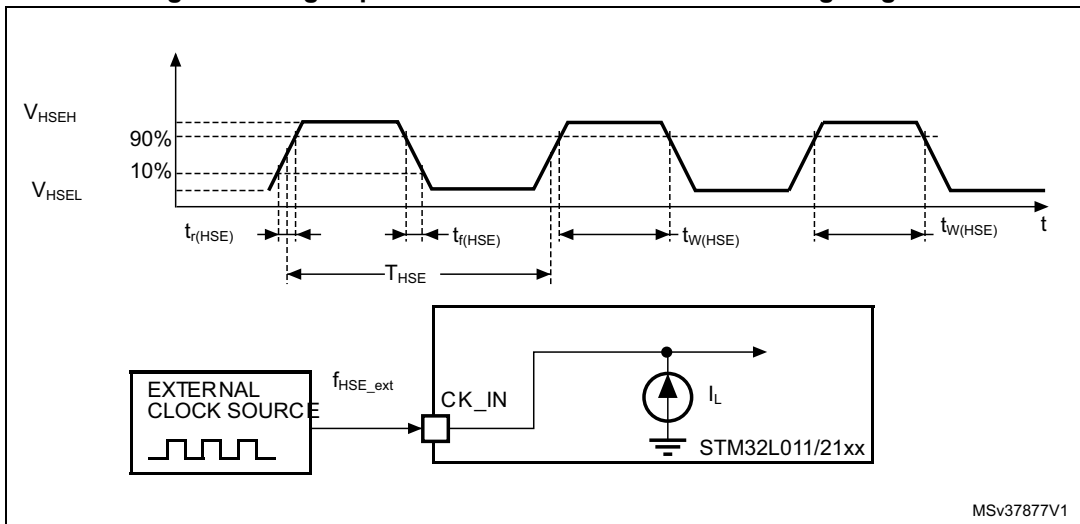 V_HSEH
90%
10%
V_HSEL
t_r(HSE)
t_f(HSE)
t_W(HSE)
t_W(HSE)
t
T_HSE
EXTERNAL
CLOCK SOURCE
f_HSE_ext
CK_IN
I_L
STM32L011/21xx
MSv37877V1